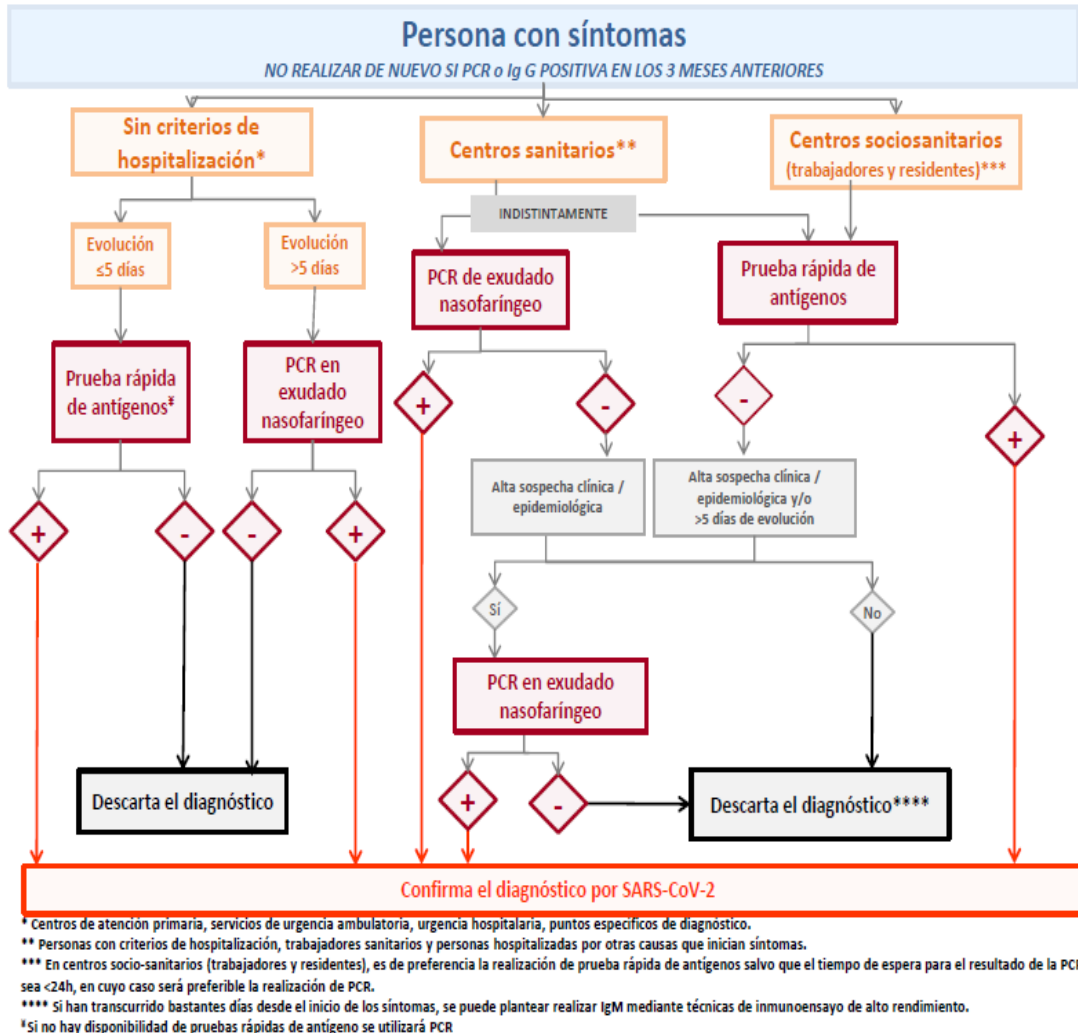 Persona con síntomas
NO REALIZAR DE NUEVO SI PCR o Ig G POSITIVA EN LOS 3 MESES ANTERIORES
Sin criterios de
hospitalización*
Centros sanitarios**
Centros sociosanitarios
(trabajadores y residentes)***
INDISTINTAMENTE
Evolución
≤5 días
Evolución
>5 días
PCR de exudado
nasofaríngeo
Prueba rápida de
antígenos
Prueba rápida
de antígenos¥
PCR en
exudado
nasofaríngeo
+
-
-
+
Alta sospecha clínica /
epidemiológica
Alta sospecha clínica /
epidemiológica y/o
>5 días de evolución
+
-
-
+
Sí
No
PCR en exudado
nasofaríngeo
+
-
Descarta el diagnóstico
Descarta el diagnóstico****
Confirma el diagnóstico por SARS-CoV-2
* Centros de atención primaria, servicios de urgencia ambulatoria, urgencia hospitalaria, puntos específicos de diagnóstico.
** Personas con criterios de hospitalización, trabajadores sanitarios y personas hospitalizadas por otras causas que inician síntomas.
*** En centros socio-sanitarios (trabajadores y residentes), es de preferencia la realización de prueba rápida de antígenos salvo que el tiempo de espera para el resultado de la PCR
sea <24h, en cuyo caso será preferible la realización de PCR.
**** Si han transcurrido bastantes días desde el inicio de los síntomas, se puede plantear realizar IgM mediante técnicas de inmunoensayo de alto rendimiento.
¥Si no hay disponibilidad de pruebas rápidas de antígeno se utilizará PCR